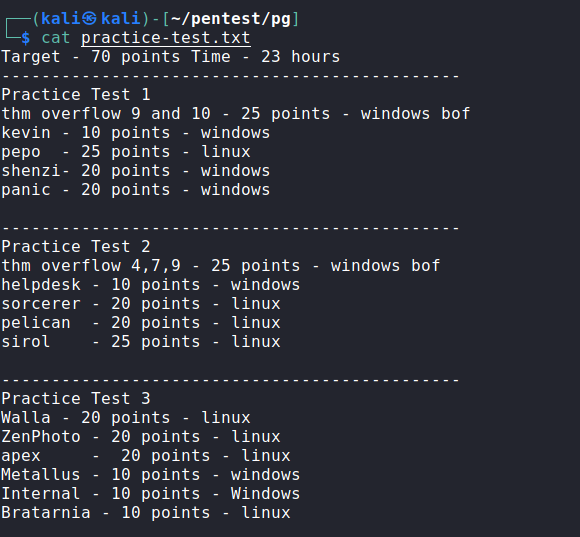 ┌──(kali㉿kali)-[~/pentest/pg]
└─$ cat practice-test.txt
Target - 70 points Time - 23 hours
----------------------------------------------
Practice Test 1
thm overflow 9 and 10 - 25 points - windows bof
kevin - 10 points - windows
pepo  - 25 points - linux
shenzi- 20 points - windows
panic - 20 points - windows

----------------------------------------------
Practice Test 2
thm overflow 4,7,9 - 25 points - windows bof
helpdesk - 10 points - windows
sorcerer - 20 points - linux
pelican  - 20 points - linux
sirol    - 25 points - linux

----------------------------------------------
Practice Test 3
Walla - 20 points - linux
ZenPhoto - 20 points - linux
apex     -  20 points - linux
Metallus - 10 points - windows
Internal - 10 points - Windows
Bratarnia - 10 points - linux